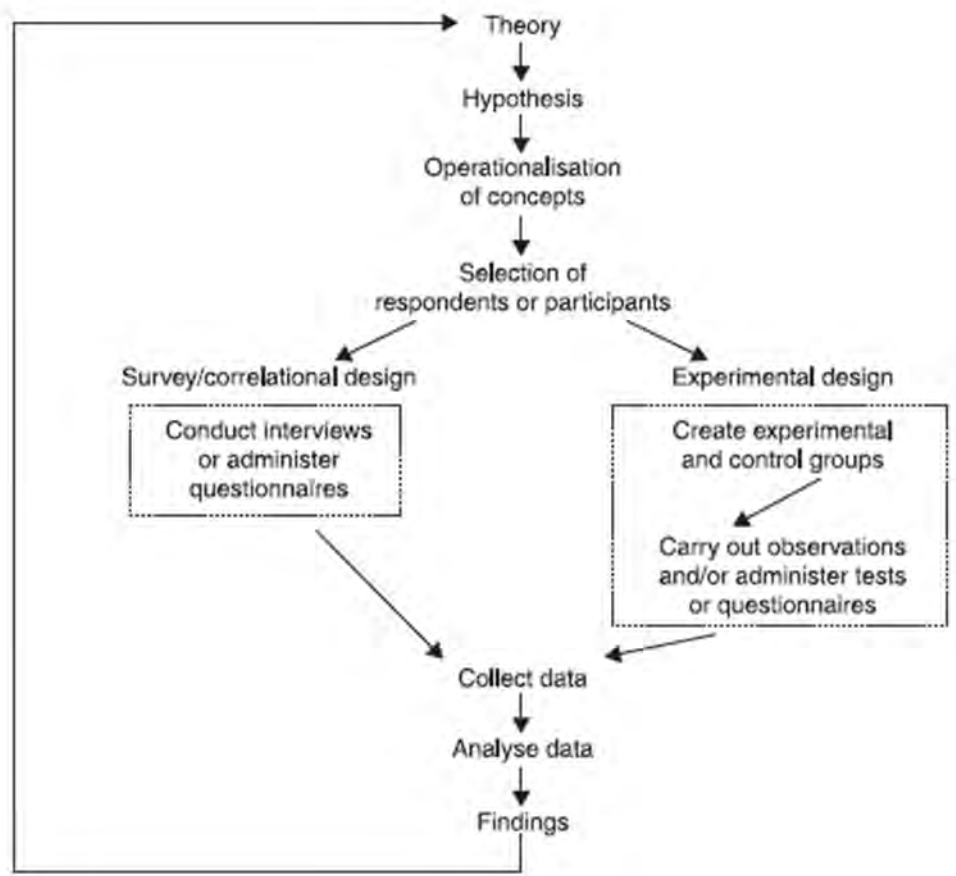 Theory
Hypothesis
Operationalisation
of concepts
Selection of
respondents or participants
Survey/correlational design
Conduct interviews
or administer
questionnaires
Experimental design
Create experimental
and control groups
Carry out observations
and/or administer tests
or questionnaires
Collect data
Analyse data
Findings